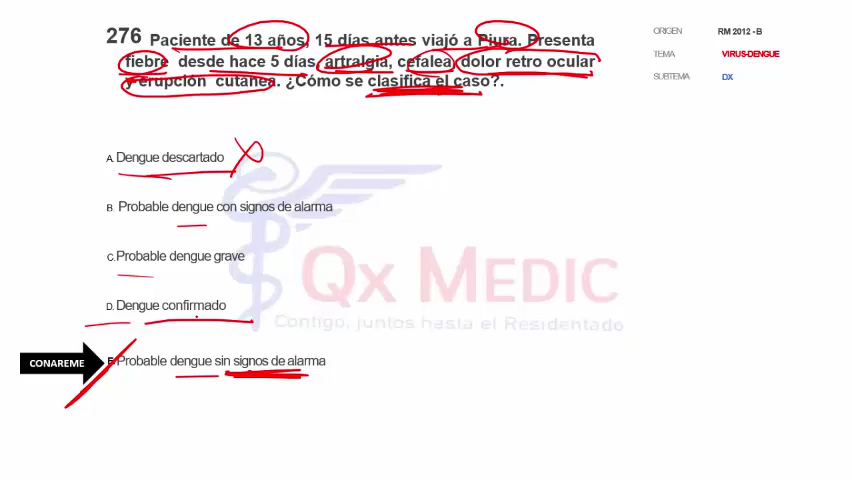 276 Paciente de 13 años, 15 días antes viajó a Piura. Presenta
fiebre desde hace 5 días, artralgia, cefalea, dolor retro ocular
y erupción cutánea. ¿Cómo se clasifica el caso?.
ORIGEN RM 2012 - B
TEMA VIRUS-DENGUE
SUBTEMA DX
A. Dengue descartado
B. Probable dengue con signos de alarma
C. Probable dengue grave
D. Dengue confirmado
CONAREME E. Probable dengue sin signos de alarma
Qx MEDIC
Contigo, juntos hasta el Residentado